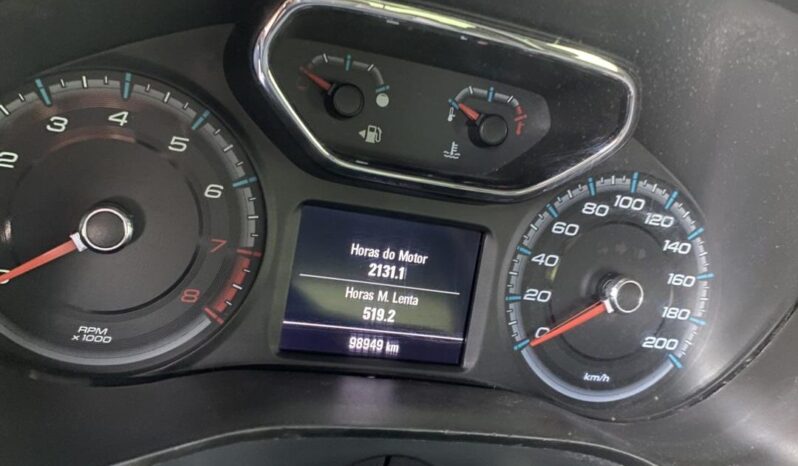 2 3 4 5 6 7 8
RPM
x 1000
Horas do Motor
2131.1
Horas M. Lenta
519.2
98949 km
0 20 40 60 80 100 120 140 160 180 200
km/h